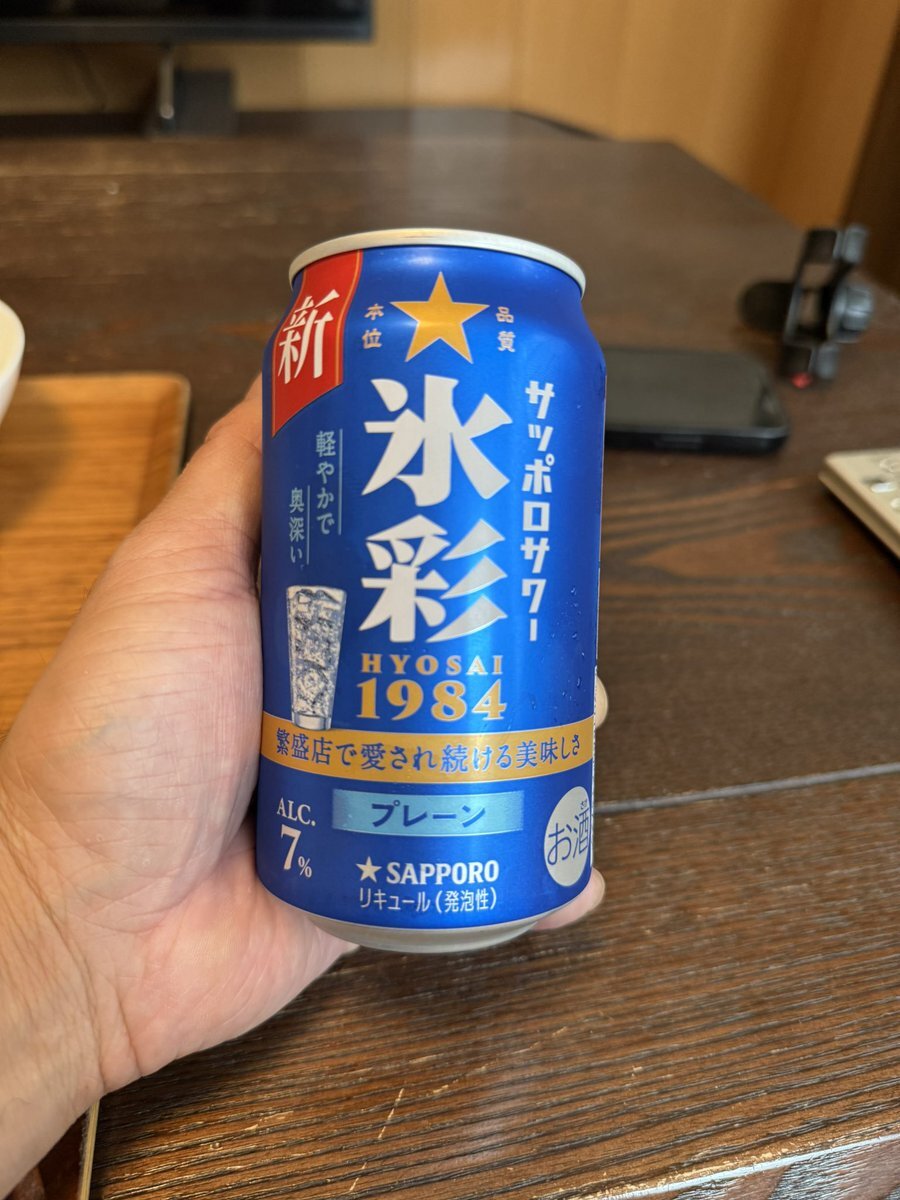 新
本位
品質
サッポロサワー
氷彩
HYOSAI
1984
軽やかで
奥深い
繁盛店で愛され続ける美味しさ
プレーン
ALC.
7%
お酒
★SAPPORO
リキュール(発泡性)